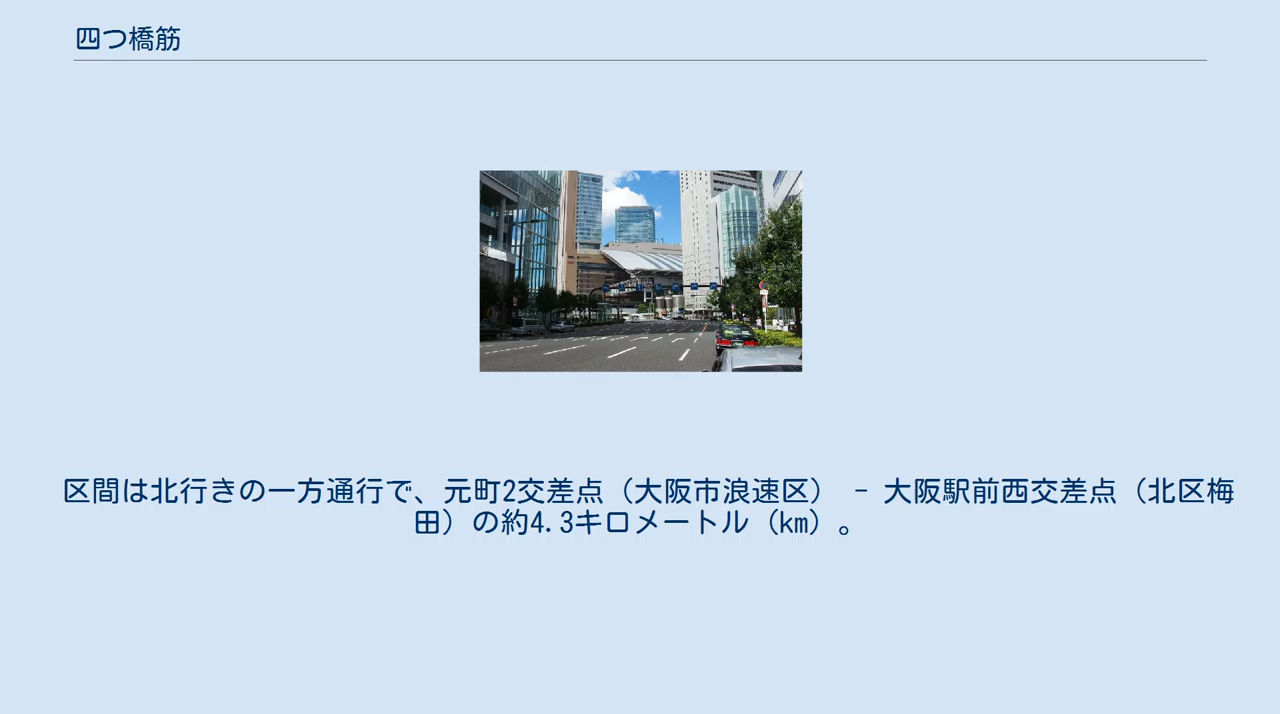 四つ橋筋
区間は北行きの一方通行で、元町2交差点（大阪市浪速区） - 大阪駅前西交差点（北区梅
田）の約4.3キロメートル（km）。